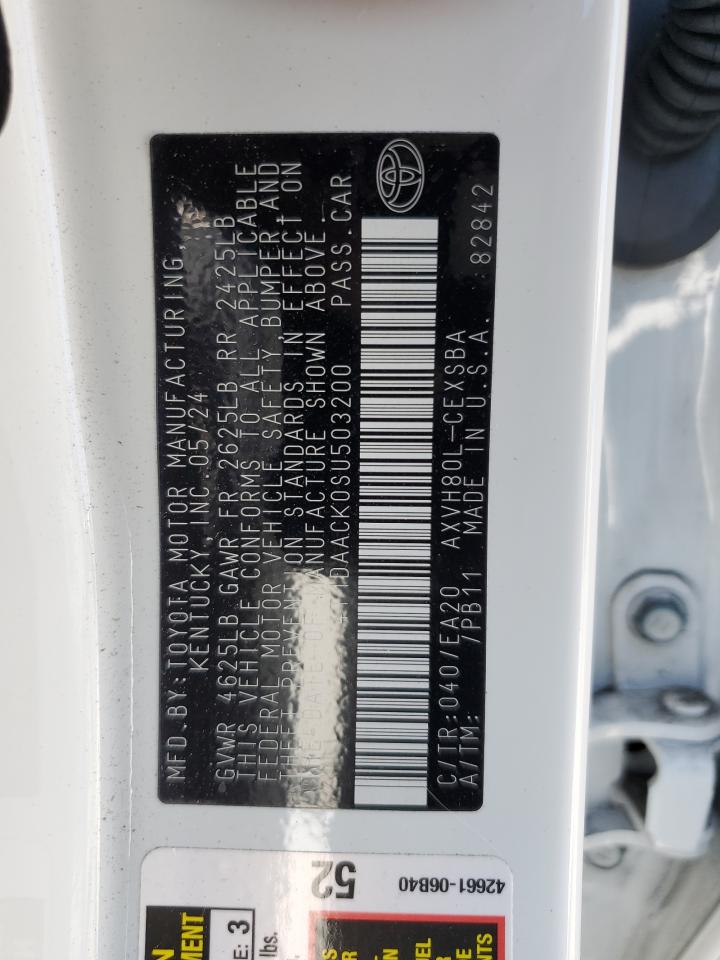 MFD.BY:TOYOTA MOTOR MANUFACTURING,
KENTUCKY,INC. 05/24
GVWR 4625LB GAWR FR 2625LB RR 2425LB
THIS VEHICLE CONFORMS TO ALL APPLICABLE
FEDERAL MOTOR VEHICLE SAFETY, BUMPER, AND
THEFT PREVENTION STANDARDS IN EFFECT ON
DATE OF MANUFACTURE SHOWN ABOVE
DAACK0SU503200 PASS.CAR
C/TR:040/EA20 AXVH80L-CEXSBA
A/TM: /PB11 MADE IN U.S.A. 82842
52
42661-06B40
E: 3
lbs.